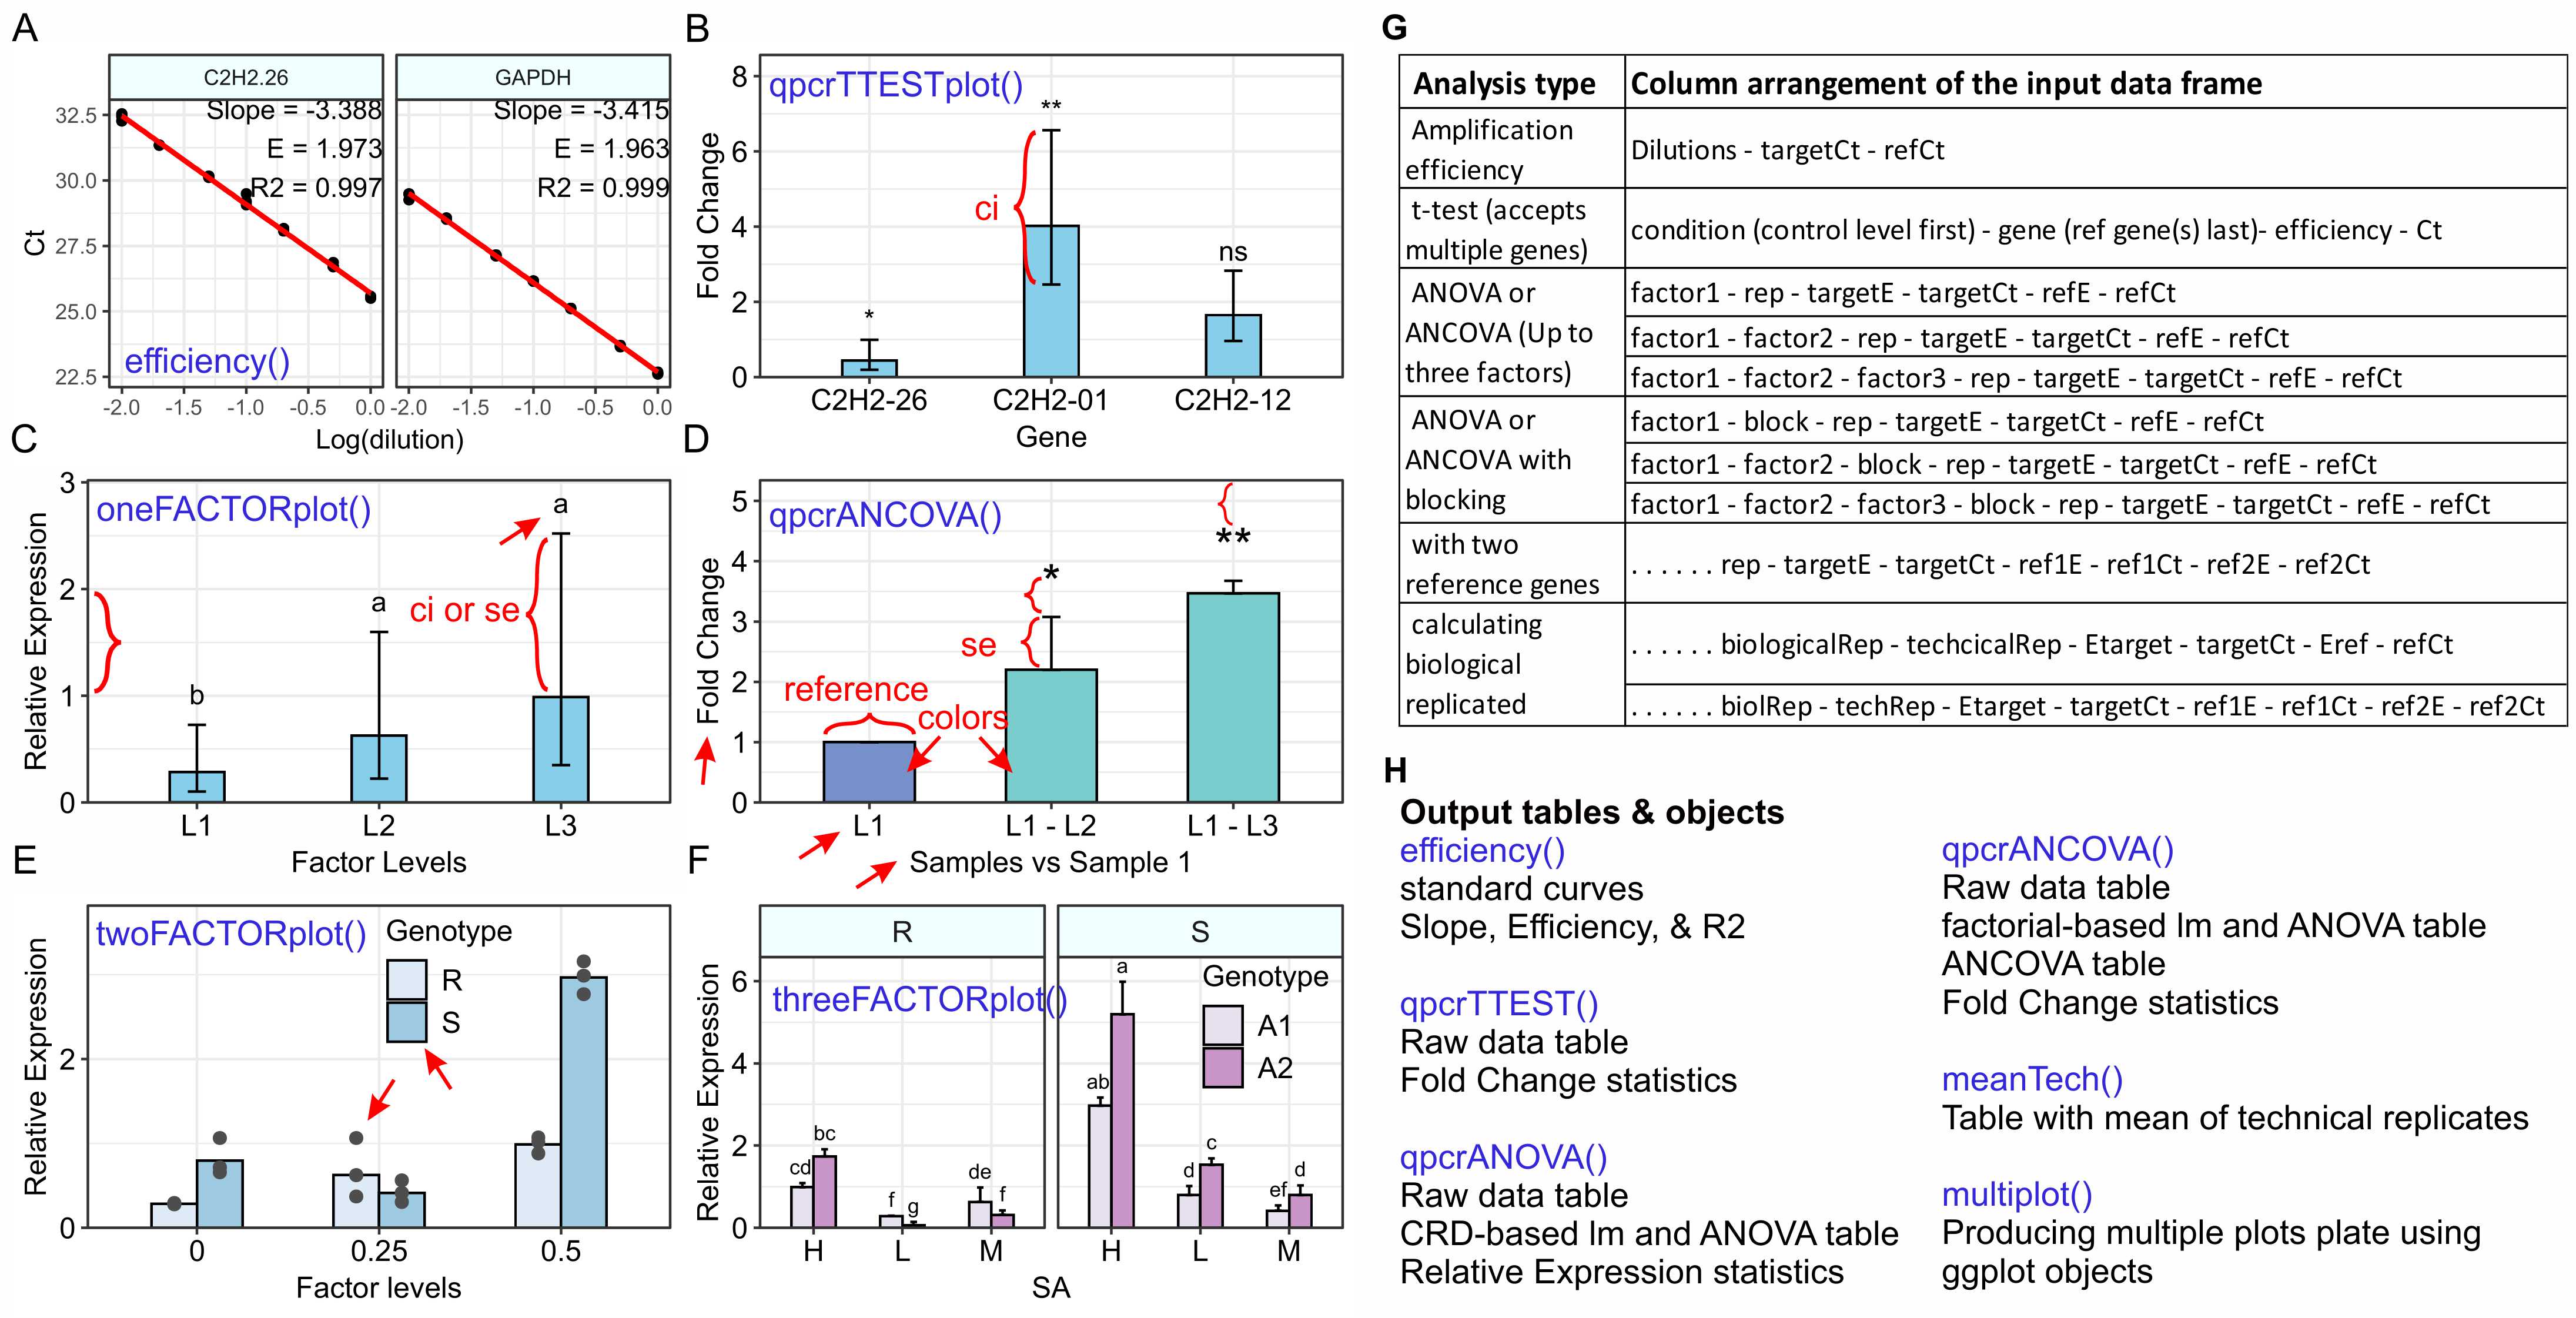 A
C2H2.26
GAPDH
Slope = -3.388
E = 1.973
R2 = 0.997
Slope = -3.415
E = 1.963
R2 = 0.999
32.5
30.0
27.5
25.0
22.5
Ct
efficiency()
-2.0 -1.5 -1.0 -0.5 0.0 -2.0 -1.5 -1.0 -0.5 0.0
Log(dilution)
B
qpcrTTESTplot()
8
6
4
2
0
Fold Change
*
**
ns
ci
C2H2-26 C2H2-01 C2H2-12
Gene
C
oneFACTORplot()
3
2
1
0
Relative Expression
b
a
a
ci or se
L1 L2 L3
Factor Levels
D
qpcrANCOVA()
5
4
3
2
1
0
Fold Change
*
**
se
reference
colors
L1 L1 - L2 L1 - L3
Samples vs Sample 1
E
twoFACTORplot()
Genotype
R
S
2
0
Relative Expression
0 0.25 0.5
Factor levels
F
R
S
threeFACTORplot()
Genotype
A1
A2
6
4
2
0
Relative Expression
cd bc f g de f
ab a d c ef d
H L M H L M
SA
G
Analysis type Column arrangement of the input data frame
Amplification
efficiency
Dilutions - targetCt - refCt
t-test (accepts
multiple genes)
condition (control level first) - gene (ref gene(s) last)- efficiency - Ct
ANOVA or
ANCOVA (Up to
three factors)
factor1 - rep - targetE - targetCt - refE - refCt
factor1 - factor2 - rep - targetE - targetCt - refE - refCt
factor1 - factor2 - factor3 - rep - targetE - targetCt - refE - refCt
ANOVA or
ANCOVA with
blocking
factor1 - block - rep - targetE - targetCt - refE - refCt
factor1 - factor2 - block - rep - targetE - targetCt - refE - refCt
factor1 - factor2 - factor3 - block - rep - targetE - targetCt - refE - refCt
with two
reference genes
. . . . . . rep - targetE - targetCt - ref1E - ref1Ct - ref2E - ref2Ct
calculating
biological
replicated
. . . . . . biologicalRep - techcicalRep - Etarget - targetCt - Eref - refCt
. . . . . . biolRep - techRep - Etarget - targetCt - ref1E - ref1Ct - ref2E - ref2Ct
H
Output tables & objects
efficiency()
standard curves
Slope, Efficiency, & R2
qpcrTTEST()
Raw data table
Fold Change statistics
qpcrANOVA()
Raw data table
CRD-based lm and ANOVA table
Relative Expression statistics
qpcrANCOVA()
Raw data table
factorial-based lm and ANOVA table
ANCOVA table
Fold Change statistics
meanTech()
Table with mean of technical replicates
multiplot()
Producing multiple plots plate using
ggplot objects